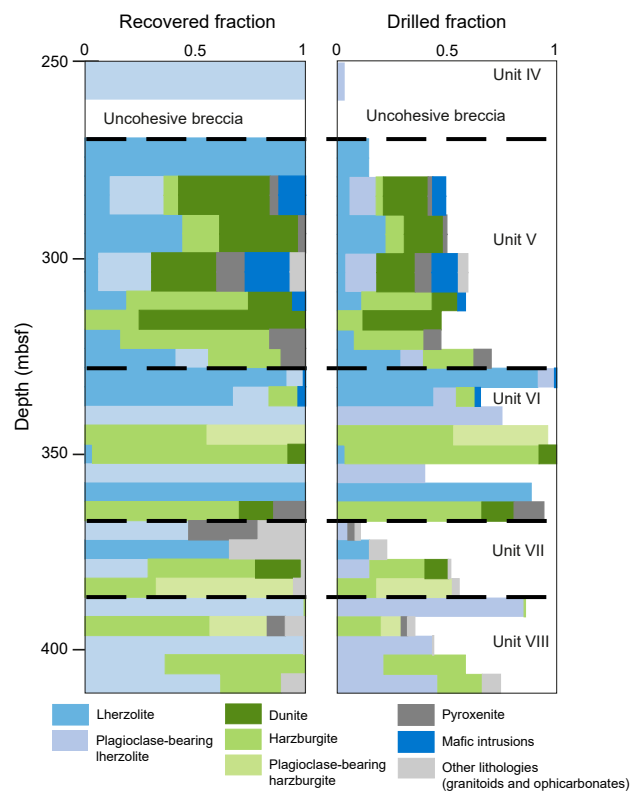 Recovered fraction
Drilled fraction
0 0.5 1
0 0.5 1
250
Unit IV
Uncohesive breccia
Uncohesive breccia
Unit V
300
Depth (mbsf)
Unit VI
350
Unit VII
Unit VIII
400
Lherzolite
Plagioclase-bearing
lherzolite
Dunite
Harzburgite
Plagioclase-bearing
harzburgite
Pyroxenite
Mafic intrusions
Other lithologies
(granitoids and ophicarbonates)